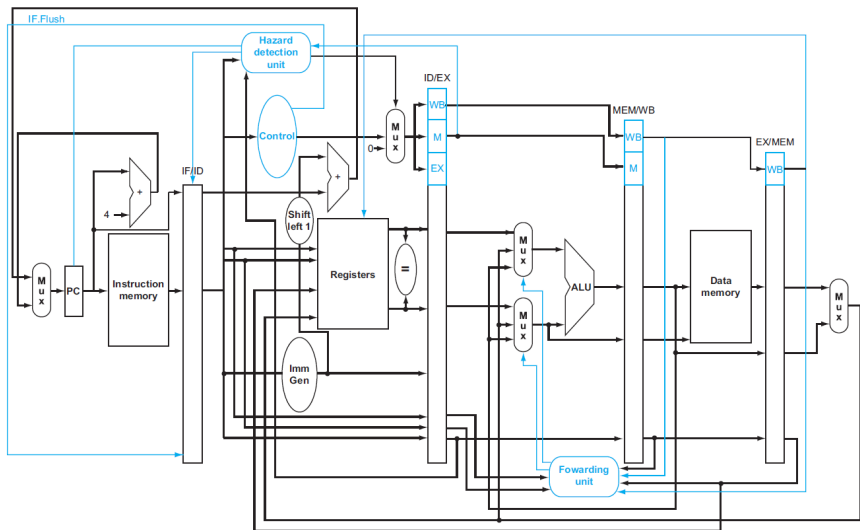 IF.Flush
Hazard
detection
unit
ID/EX
WB
MEM/WB
Control
M
u
x
0
M
WB
EX/MEM
IF/ID
+
EX
M
WB
+
4
Shift
left 1
M
u
x
Registers
=
M
u
x
PC
Instruction
memory
ALU
Data
memory
M
u
x
M
u
x
Imm
Gen
Fowarding
unit